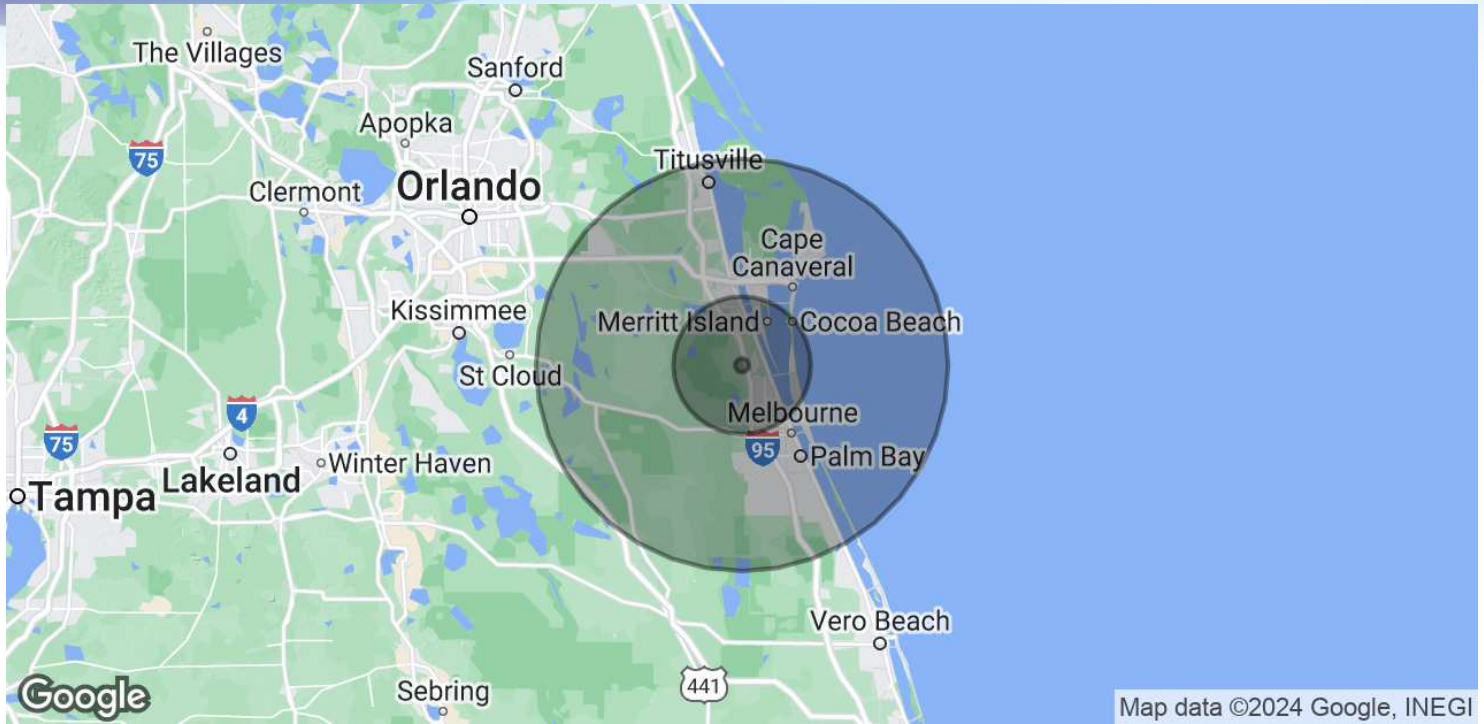 The Villages
Sanford
Apopka
75
Titusville
Clermont
Orlando
Cape
Canaveral
Kissimmee
Merritt Island
Cocoa Beach
St Cloud
4
Melbourne
75
95
Palm Bay
Winter Haven
Lakeland
Tampa
Vero Beach
441
Sebring
Google
Map data ©2024 Google, INEGI